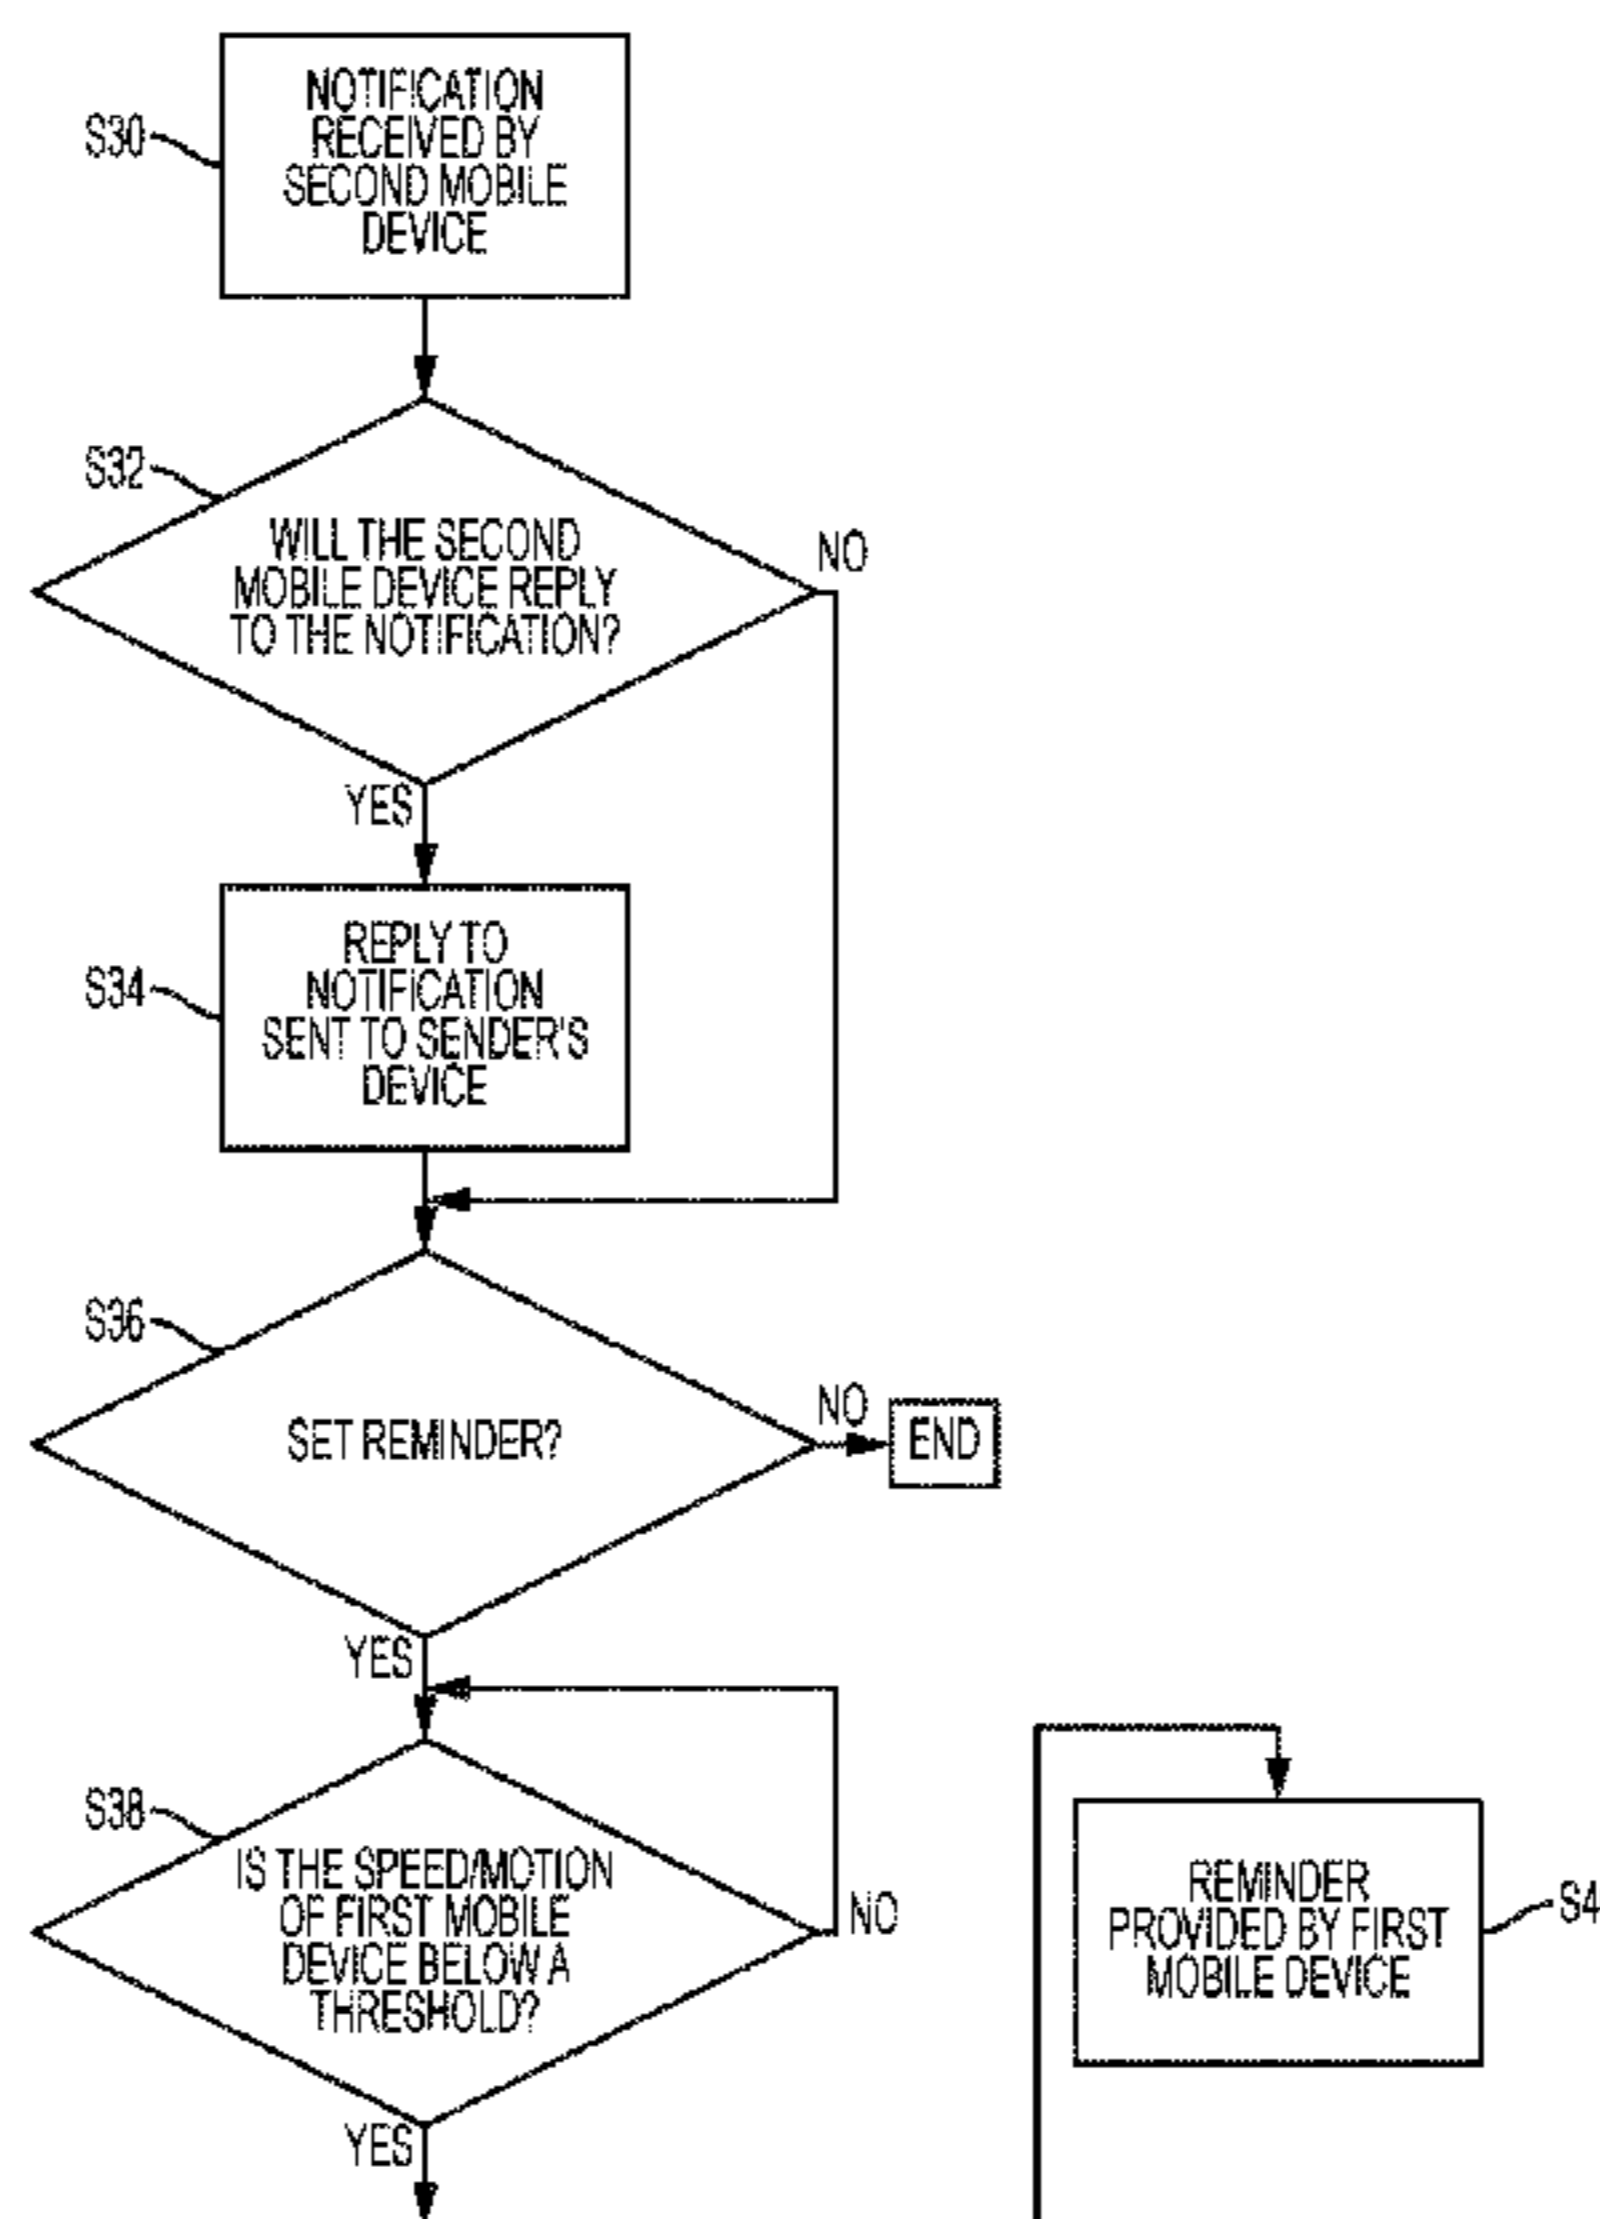 S30
NOTIFICATION
RECEIVED BY
SECOND MOBILE
DEVICE
S32
WILL THE SECOND
MOBILE DEVICE REPLY
TO THE NOTIFICATION?
NO
YES
S34
REPLY TO
NOTIFICATION
SENT TO SENDER'S
DEVICE
S36
SET REMINDER?
NO
END
YES
S38
IS THE SPEED/MOTION
OF FIRST MOBILE
DEVICE BELOW A
THRESHOLD?
NO
YES
REMINDER
PROVIDED BY FIRST
MOBILE DEVICE
S4